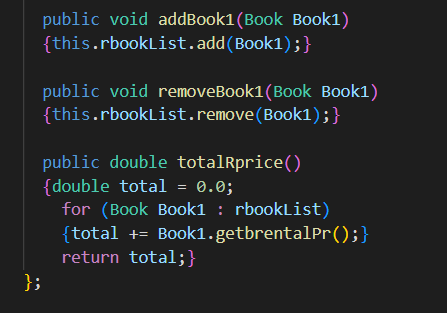 public void addBook1(Book Book1)
{this.rbookList.add(Book1);}
public void removeBook1(Book Book1)
{this.rbookList.remove(Book1);}
public double totalRprice()
{double total = 0.0;
for (Book Book1 : rbookList)
{total += Book1.getbrentalPr();}
return total;}
};